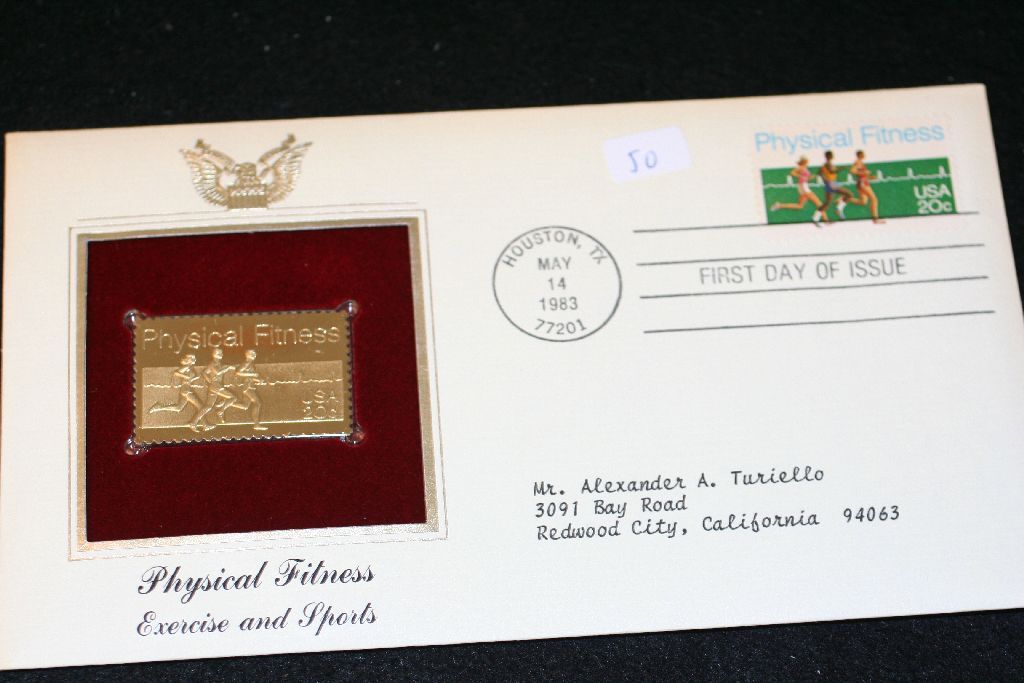 50
Physical Fitness
USA
20c
HOUSTON, TX
MAY
14
1983
77201
FIRST DAY OF ISSUE
Physical Fitness
USA
20c
Mr. Alexander A. Turiello
3091 Bay Road
Redwood City, California 94063
Physical Fitness
Exercise and Sports